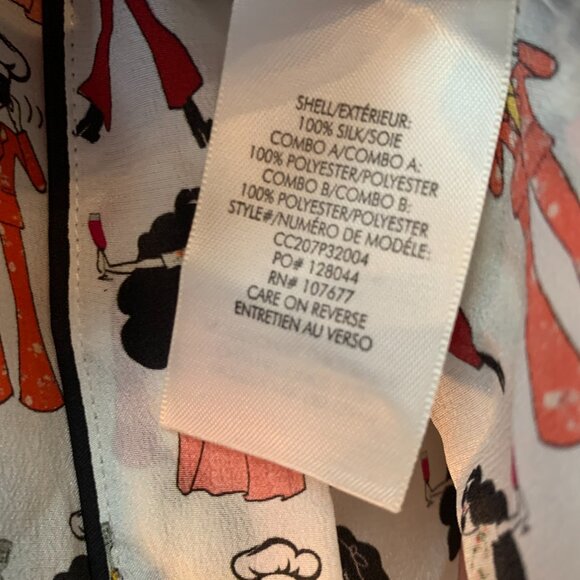 SHELL/EXTÉRIEUR:
100% SILK/SOIE
COMBO A/COMBO A:
100% POLYESTER/POLYESTER
COMBO B/COMBO B:
100% POLYESTER/POLYESTER
STYLE#/NUMÉRO DE MODÉLE:
CC207P32004
PO# 128044
RN# 107677
CARE ON REVERSE
ENTRETIEN AU VERSO